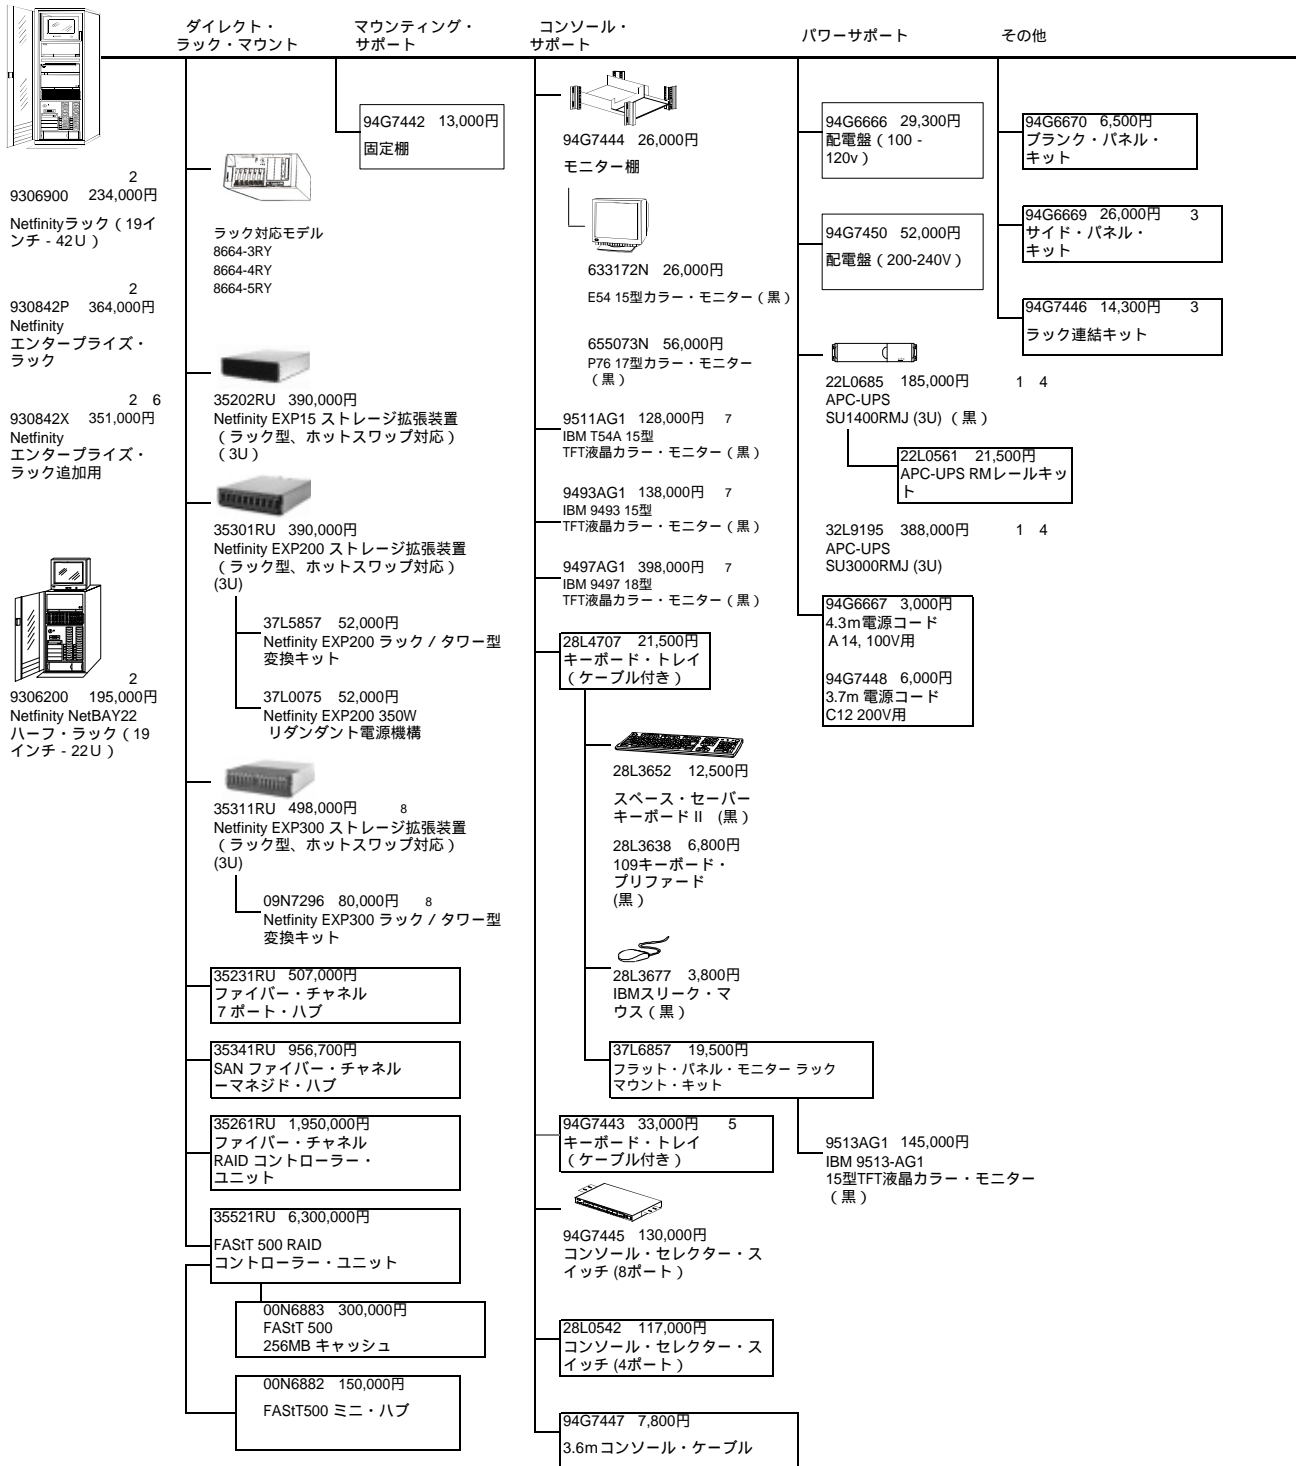 ダイレクト・
ラック・マウント
マウンティング・
サポート
コンソール・
サポート
パワーサポート
その他
2
9306900 234,000円
Netfinityラック（19イ
ンチ - 42U）
2
930842P 364,000円
Netfinity
エンタープライズ・
ラック
2 6
930842X 351,000円
Netfinity
エンタープライズ・
ラック追加用
2
9306200 195,000円
Netfinity NetBAY22
ハーフ・ラック（19
インチ - 22U）
ラック対応モデル
8664-3RY
8664-4RY
8664-5RY
35202RU 390,000円
Netfinity EXP15 ストレージ拡張装置
（ラック型、ホットスワップ対応）
（3U）
35301RU 390,000円
Netfinity EXP200 ストレージ拡張装置
（ラック型、ホットスワップ対応）
(3U)
37L5857 52,000円
Netfinity EXP200 ラック / タワー型
変換キット
37L0075 52,000円
Netfinity EXP200 350W
リダンダント電源機構
35311RU 498,000円 8
Netfinity EXP300 ストレージ拡張装置
（ラック型、ホットスワップ対応）
(3U)
09N7296 80,000円 8
Netfinity EXP300 ラック / タワー型
変換キット
35231RU 507,000円
ファイバー・チャネル
７ポート・ハブ
35341RU 956,700円
SAN ファイバー・チャネル
ーマネジド・ハブ
35261RU 1,950,000円
ファイバー・チャネル
RAID コントローラー・
ユニット
35521RU 6,300,000円
FAStT 500 RAID
コントローラー・ユニット
00N6883 300,000円
FAStT 500
256MB キャッシュ
00N6882 150,000円
FAStT500 ミニ・ハブ
94G7442 13,000円
固定棚
94G7444 26,000円
モニター棚
633172N 26,000円
E54 15型カラー・モニター（黒）
655073N 56,000円
P76 17型カラー・モニター
（黒）
9511AG1 128,000円 7
IBM T54A 15型
TFT液晶カラー・モニター（黒）
9493AG1 138,000円 7
IBM 9493 15型
TFT液晶カラー・モニター（黒）
9497AG1 398,000円 7
IBM 9497 18型
TFT液晶カラー・モニター（黒）
28L4707 21,500円
キーボード・トレイ
（ケーブル付き）
28L3652 12,500円
スペース・セーバー
キーボードⅡ (黒）
28L3638 6,800円
109キーボード・
プリファード
(黒）
28L3677 3,800円
IBMスリーク・マ
ウス（黒）
37L6857 19,500円
フラット・パネル・モニター ラック
マウント・キット
9513AG1 145,000円
IBM 9513-AG1
15型TFT液晶カラー・モニター
（黒）
94G7443 33,000円 5
キーボード・トレイ
（ケーブル付き）
94G7445 130,000円
コンソール・セレクター・ス
イッチ (8ポート）
28L0542 117,000円
コンソール・セレクター・ス
イッチ (4ポート）
94G7447 7,800円
3.6mコンソール・ケーブル
94G6666 29,300円
配電盤（100 -
120v）
94G7450 52,000円
配電盤（200-240V）
22L0685 185,000円 1 4
APC-UPS
SU1400RMJ (3U)（黒）
22L0561 21,500円
APC-UPS RMレールキッ
ト
32L9195 388,000円 1 4
APC-UPS
SU3000RMJ (3U)
94G6667 3,000円
4.3m電源コード
A 14, 100V用
94G7448 6,000円
3.7m 電源コード
C12 200V用
94G6670 6,500円
ブランク・パネル・
キット
94G6669 26,000円 3
サイド・パネル・
キット
94G7446 14,300円 3
ラック連結キット